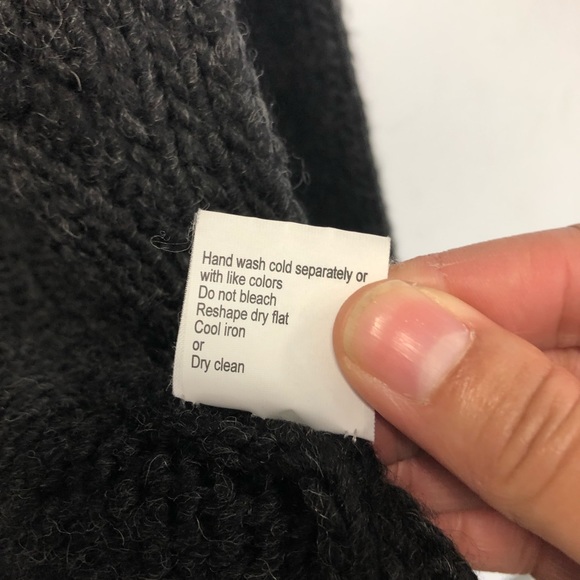 Hand wash cold separately or
with like colors
Do not bleach
Reshape dry flat
Cool iron
or
Dry clean